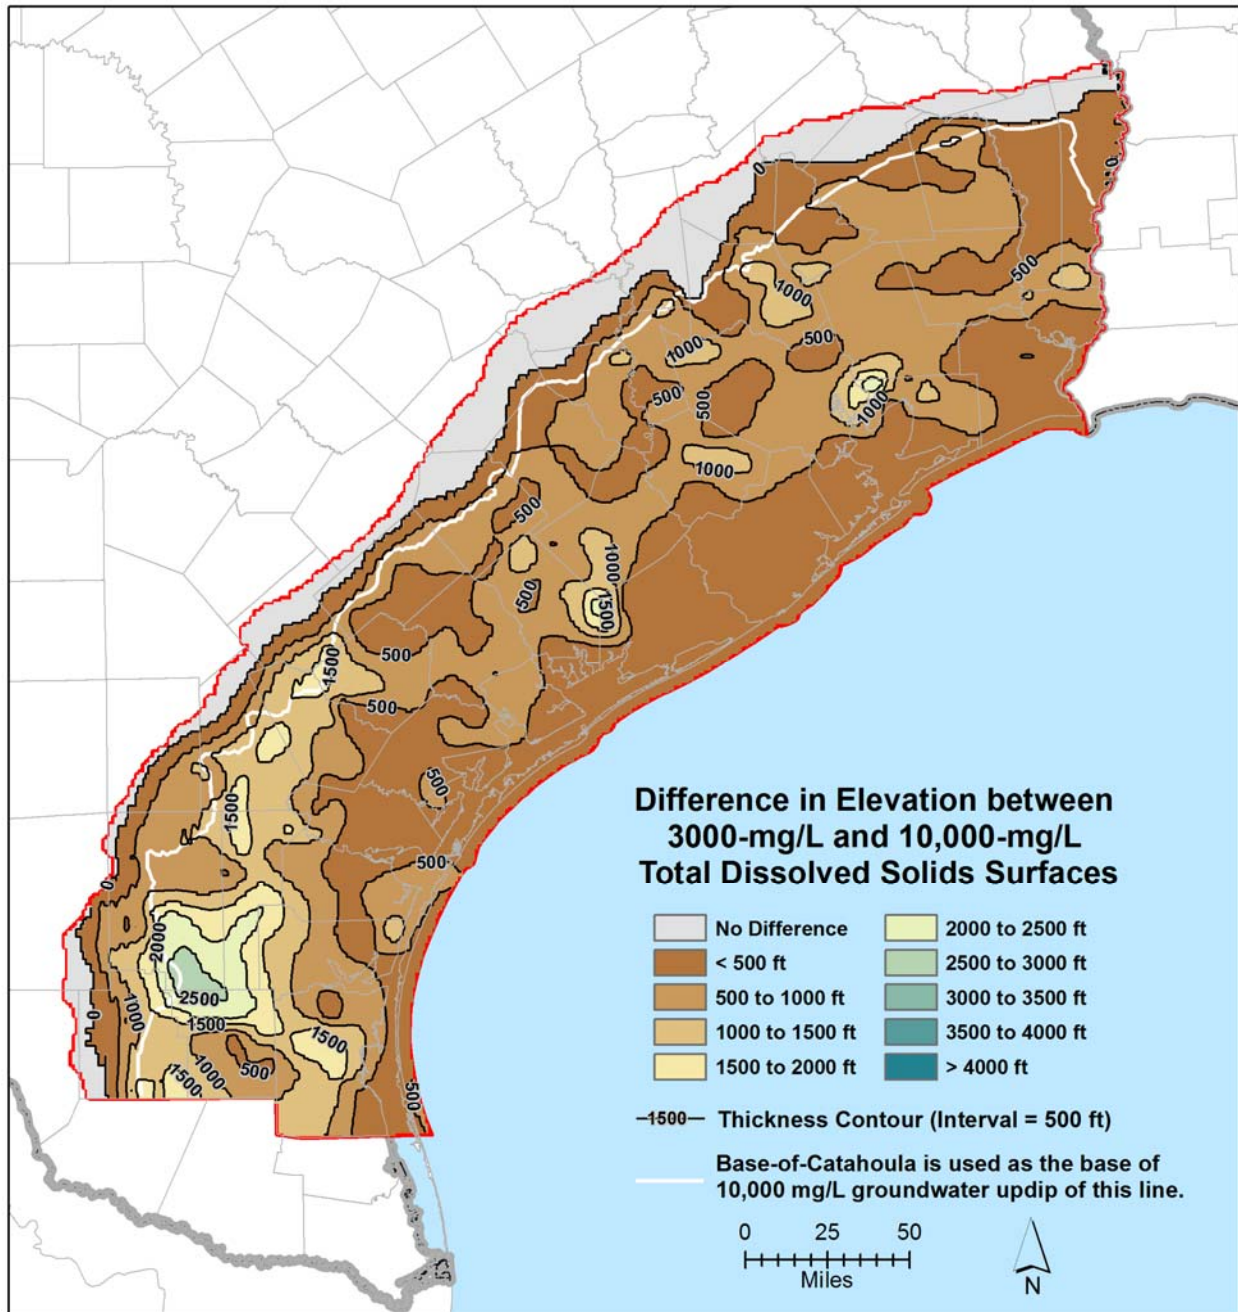 0
0
500
1000
500
1000
500
500
1000
1000
500
1000
1500
500
500
1500
500
500
1500
500
0
2000
2500
1000
0
1500
1500
1000
500
1500
500
Difference in Elevation between
3000-mg/L and 10,000-mg/L
Total Dissolved Solids Surfaces
No Difference
< 500 ft
500 to 1000 ft
1000 to 1500 ft
1500 to 2000 ft
2000 to 2500 ft
2500 to 3000 ft
3000 to 3500 ft
3500 to 4000 ft
> 4000 ft
1500 Thickness Contour (Interval = 500 ft)
Base-of-Catahoula is used as the base of
10,000 mg/L groundwater updip of this line.
0 25 50
Miles
N